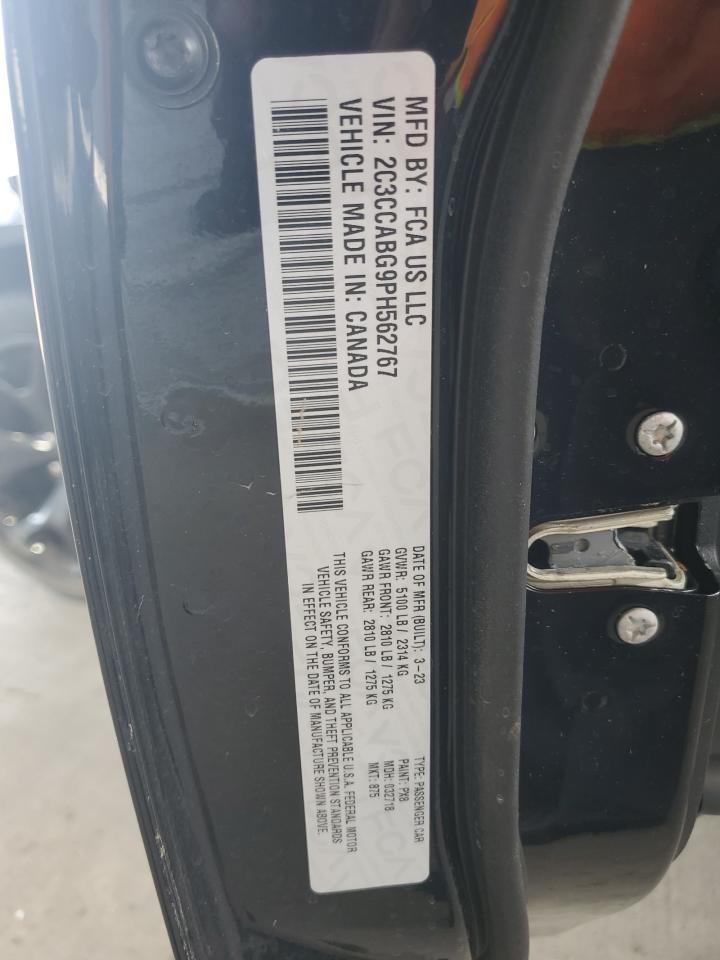 MFD BY: FCA US LLC
VIN: 2C3CCABG9PH562767
VEHICLE MADE IN: CANADA
DATE OF MFR (BUILT): 3-23
GVWR: 5100 LB / 2314 KG
GAWR FRONT: 2810 LB / 1275 KG
GAWR REAR: 2810 LB / 1275 KG
TYPE: PASSENGER CAR
PAINT: PX8
MDH: 032718
MKT: 875
THIS VEHICLE CONFORMS TO ALL APPLICABLE U.S.A. FEDERAL MOTOR
VEHICLE SAFETY, BUMPER, AND THEFT PREVENTION STANDARDS
IN EFFECT ON THE DATE OF MANUFACTURE SHOWN ABOVE.